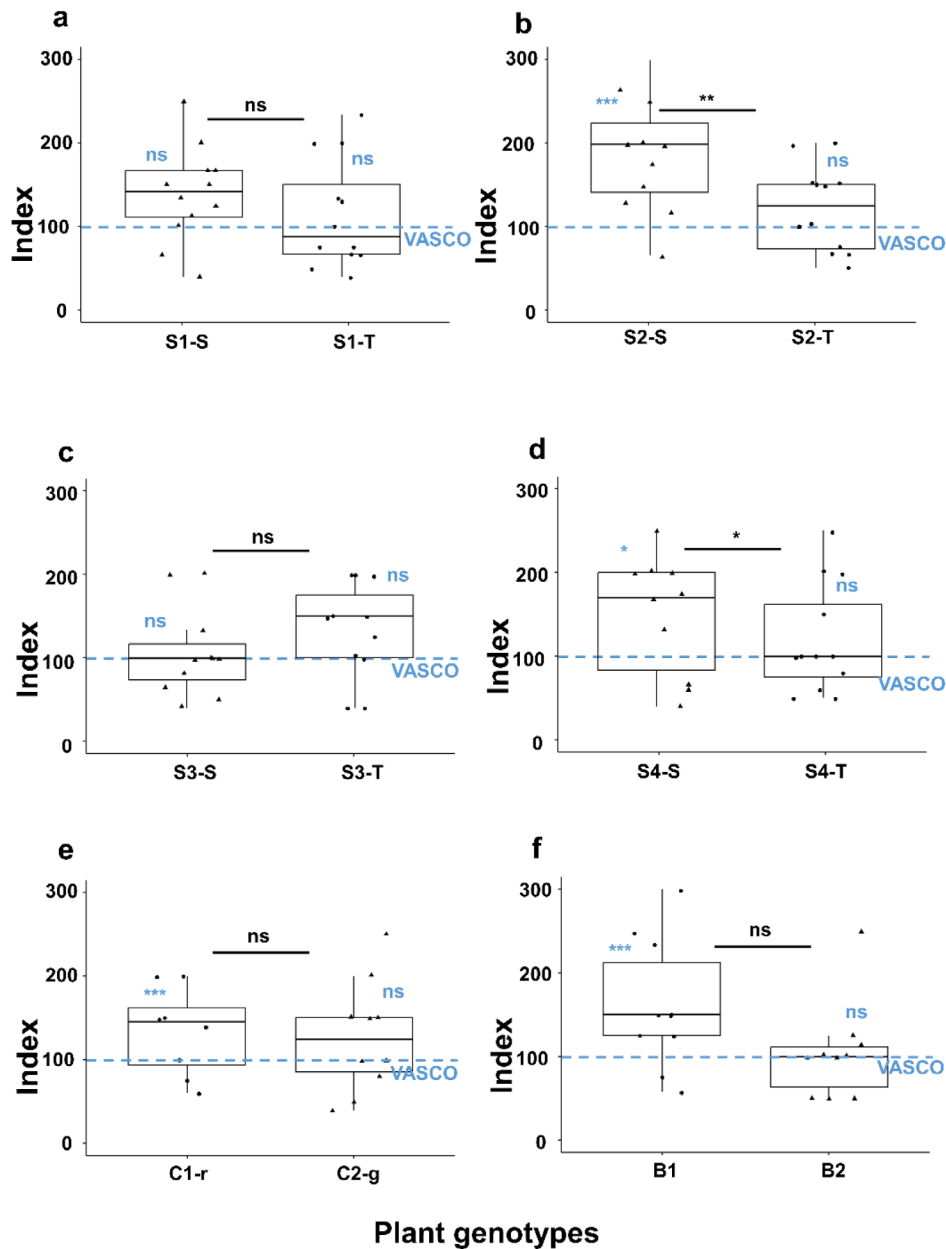 a
300
200
100
0
Index
ns
ns
ns
VASCO
S1-S S1-T
b
300
200
100
0
Index
***
**
ns
VASCO
S2-S S2-T
c
300
200
100
0
Index
ns
ns
ns
VASCO
S3-S S3-T
d
300
200
100
0
Index
*
*
ns
VASCO
S4-S S4-T
e
300
200
100
0
Index
***
ns
ns
VASCO
C1-r C2-g
f
300
200
100
0
Index
***
ns
ns
VASCO
B1 B2
Plant genotypes